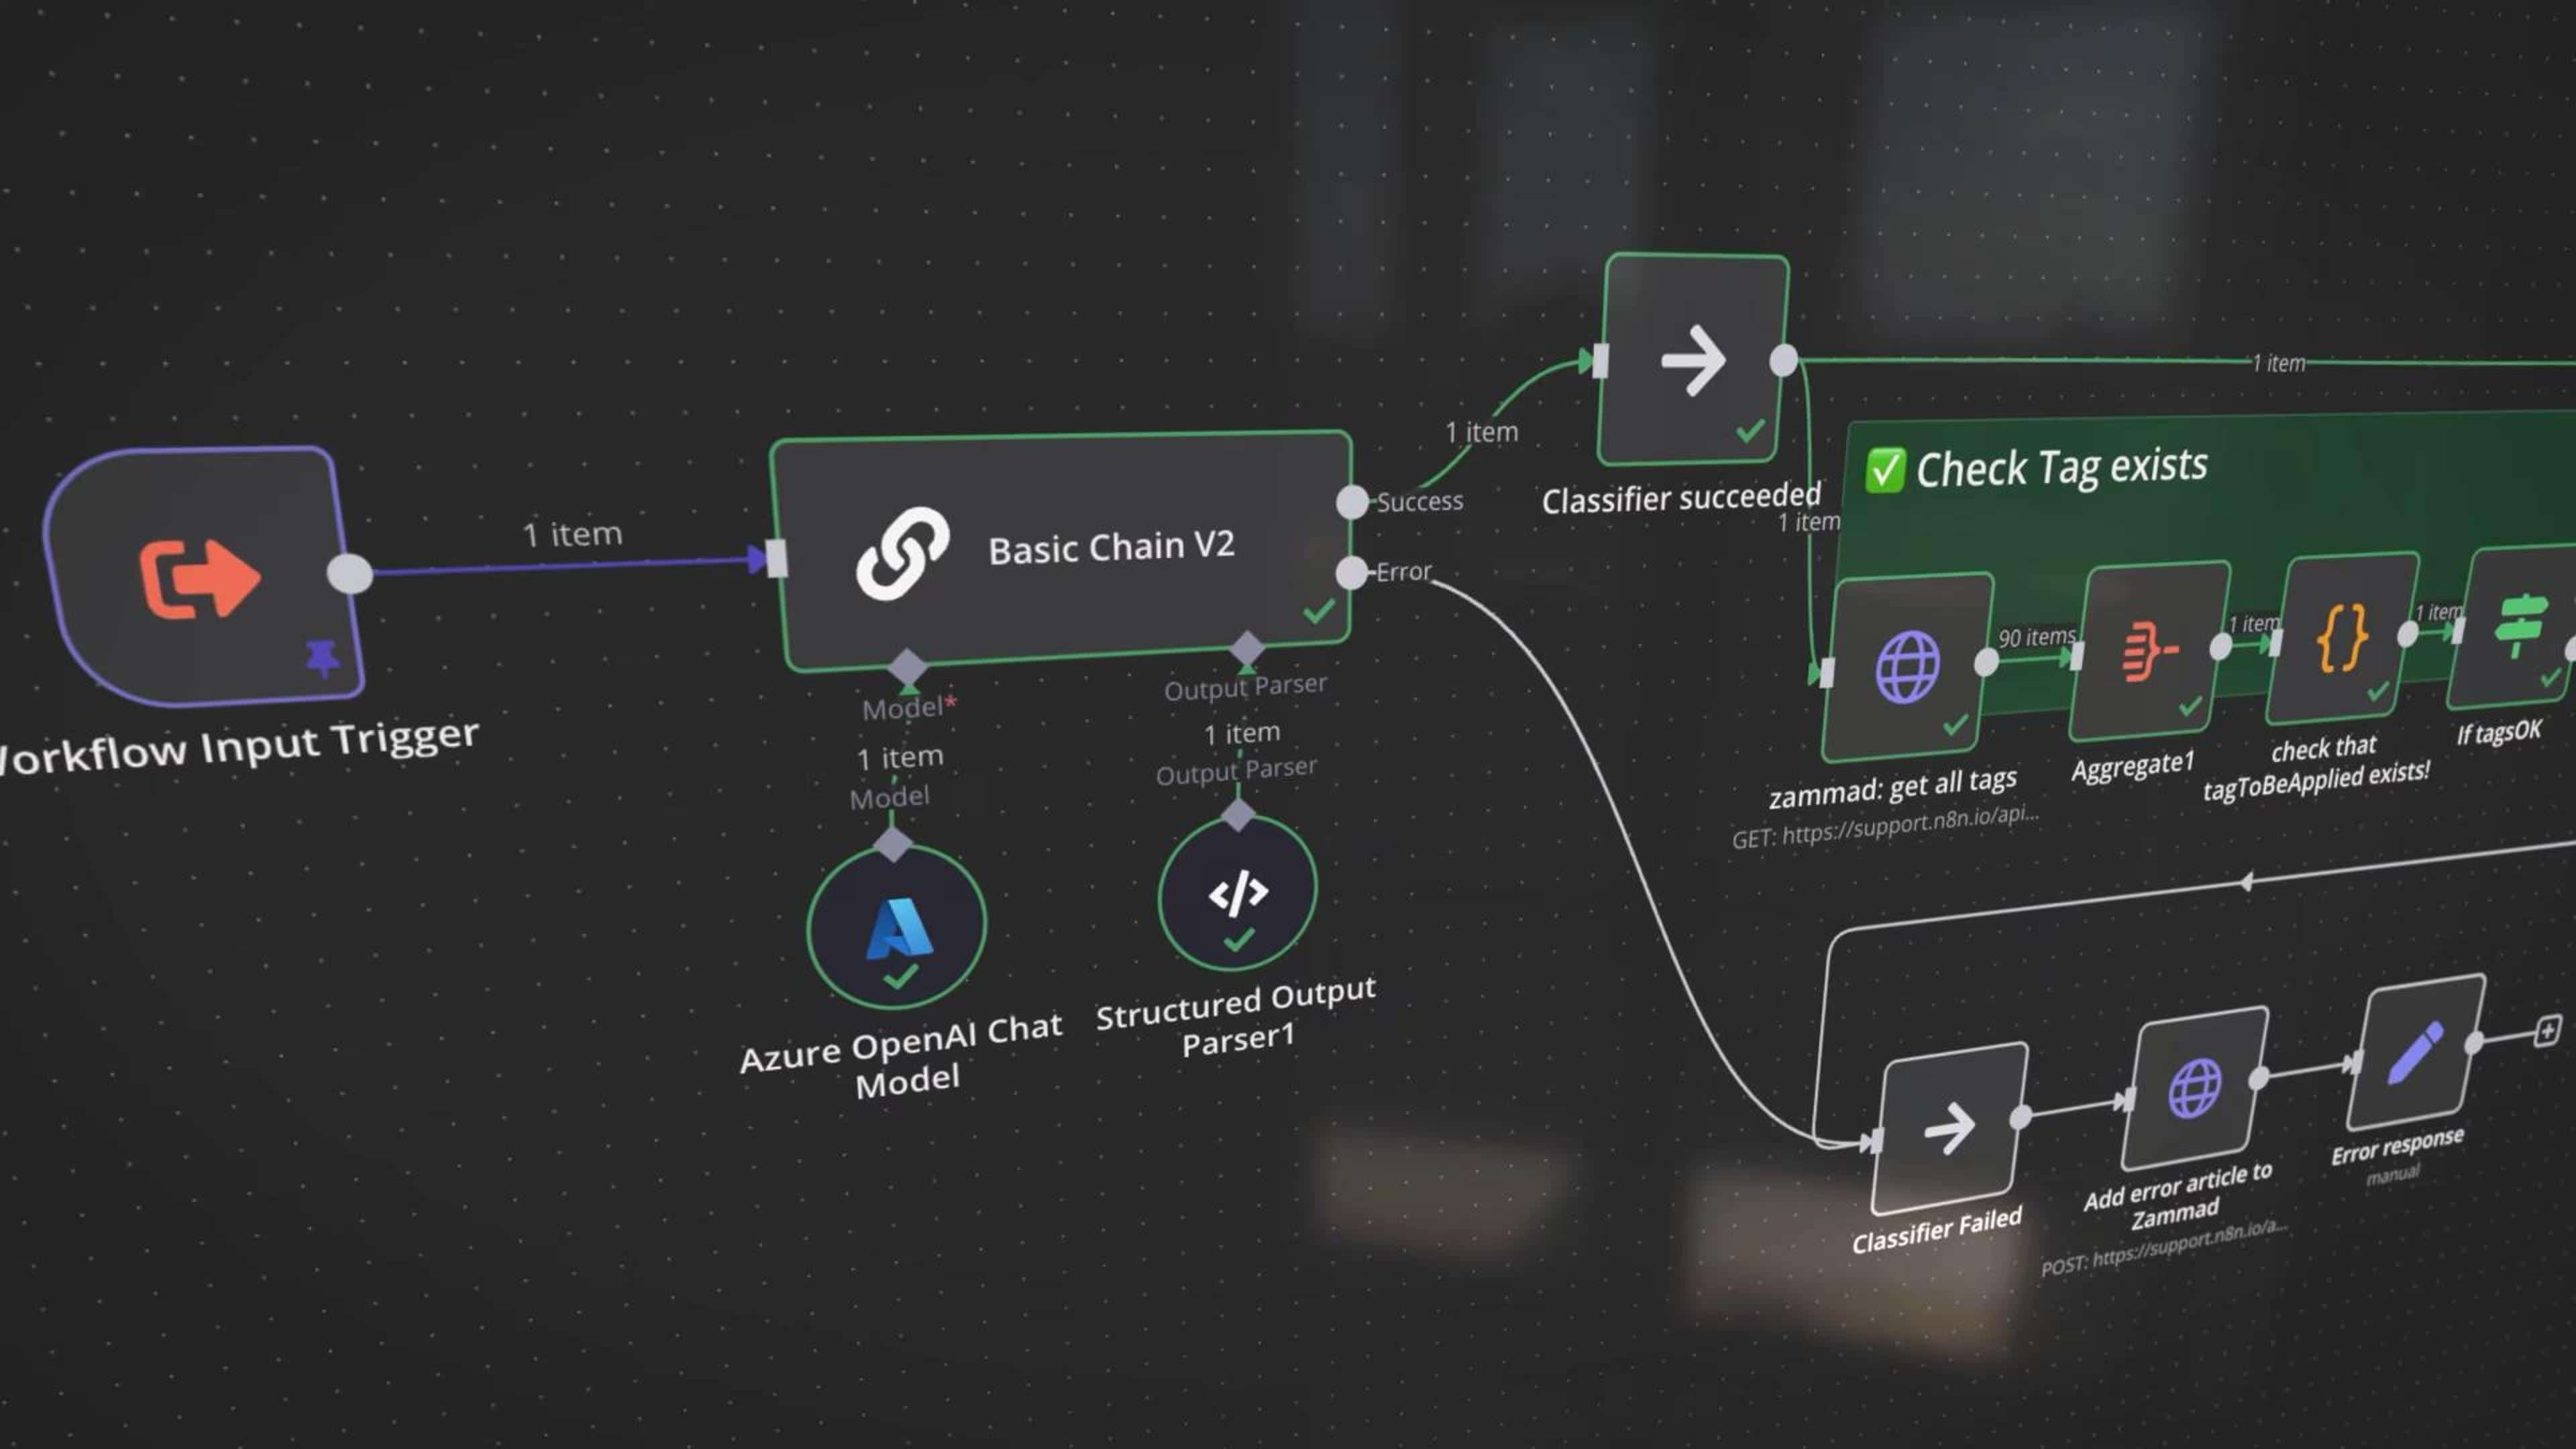 Workflow Input Trigger
1 item
Basic Chain V2
Success
Error
Model*
1 item
Model
Output Parser
1 item
Output Parser
Azure OpenAI Chat
Model
Structured Output
Parser1
1 item
Classifier succeeded
1 item
1 item
✅ Check Tag exists
90 items
1 item
1 item
zammad: get all tags
GET: https://support.n8n.io/api...
Aggregate1
check that
tagToBeApplied exists!
If tagsOK
Classifier Failed
Add error article to
Zammad
POST: https://support.n8n.io/a...
Error response
manual